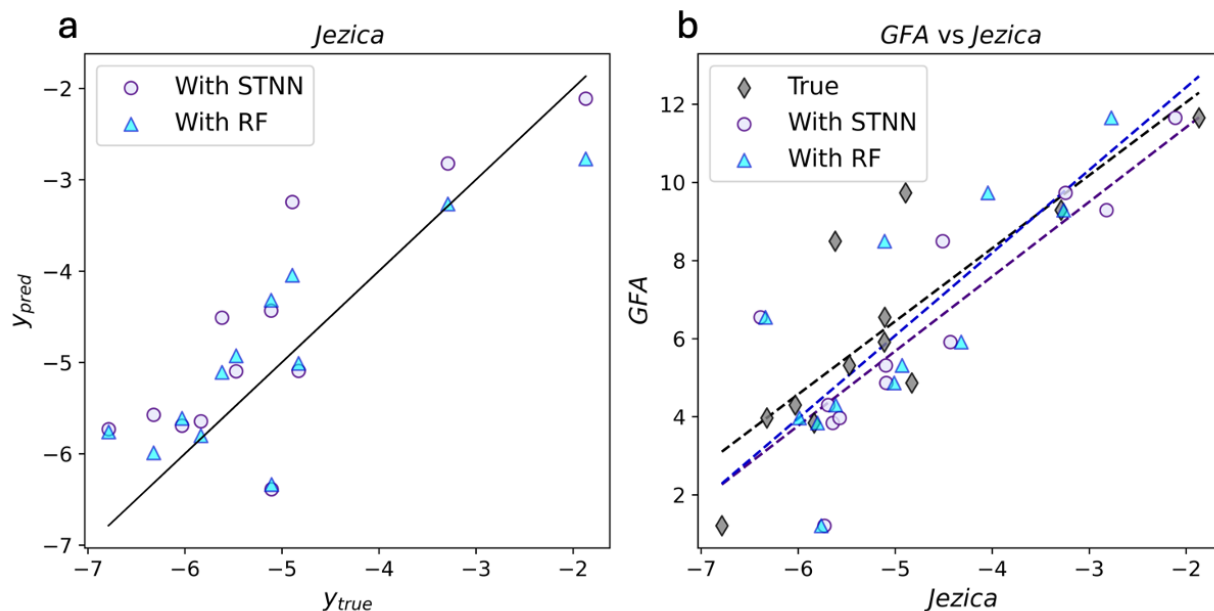 a
Jezica
With STNN
With RF
−2
−3
−4
−5
−6
−7
y_pred
−7 −6 −5 −4 −3 −2
y_true
b
GFA vs Jezica
True
With STNN
With RF
12
10
8
6
4
2
GFA
−7 −6 −5 −4 −3 −2
Jezica